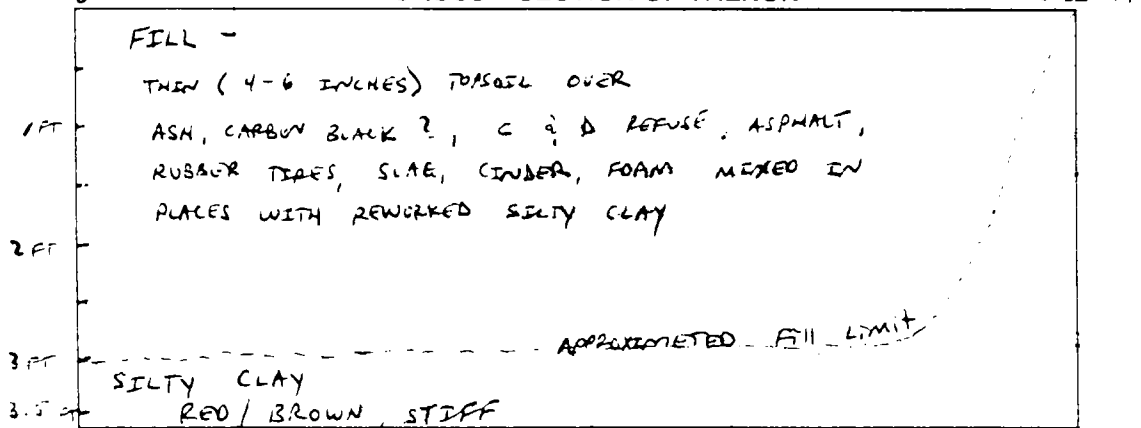 FILL -
THIN (4-6 INCHES) TOPSOIL OVER
1 FT ASH, CARBON BLACK ?, C & D REFUSE, ASPHALT,
RUBBER TIRES, SLAG, CINDER, FOAM MIXED IN
PLACES WITH REWORKED SILTY CLAY
2 FT
APPROXIMETED Fill Limit
3 FT
SILTY CLAY
3.5 FT RED / BROWN, STIFF